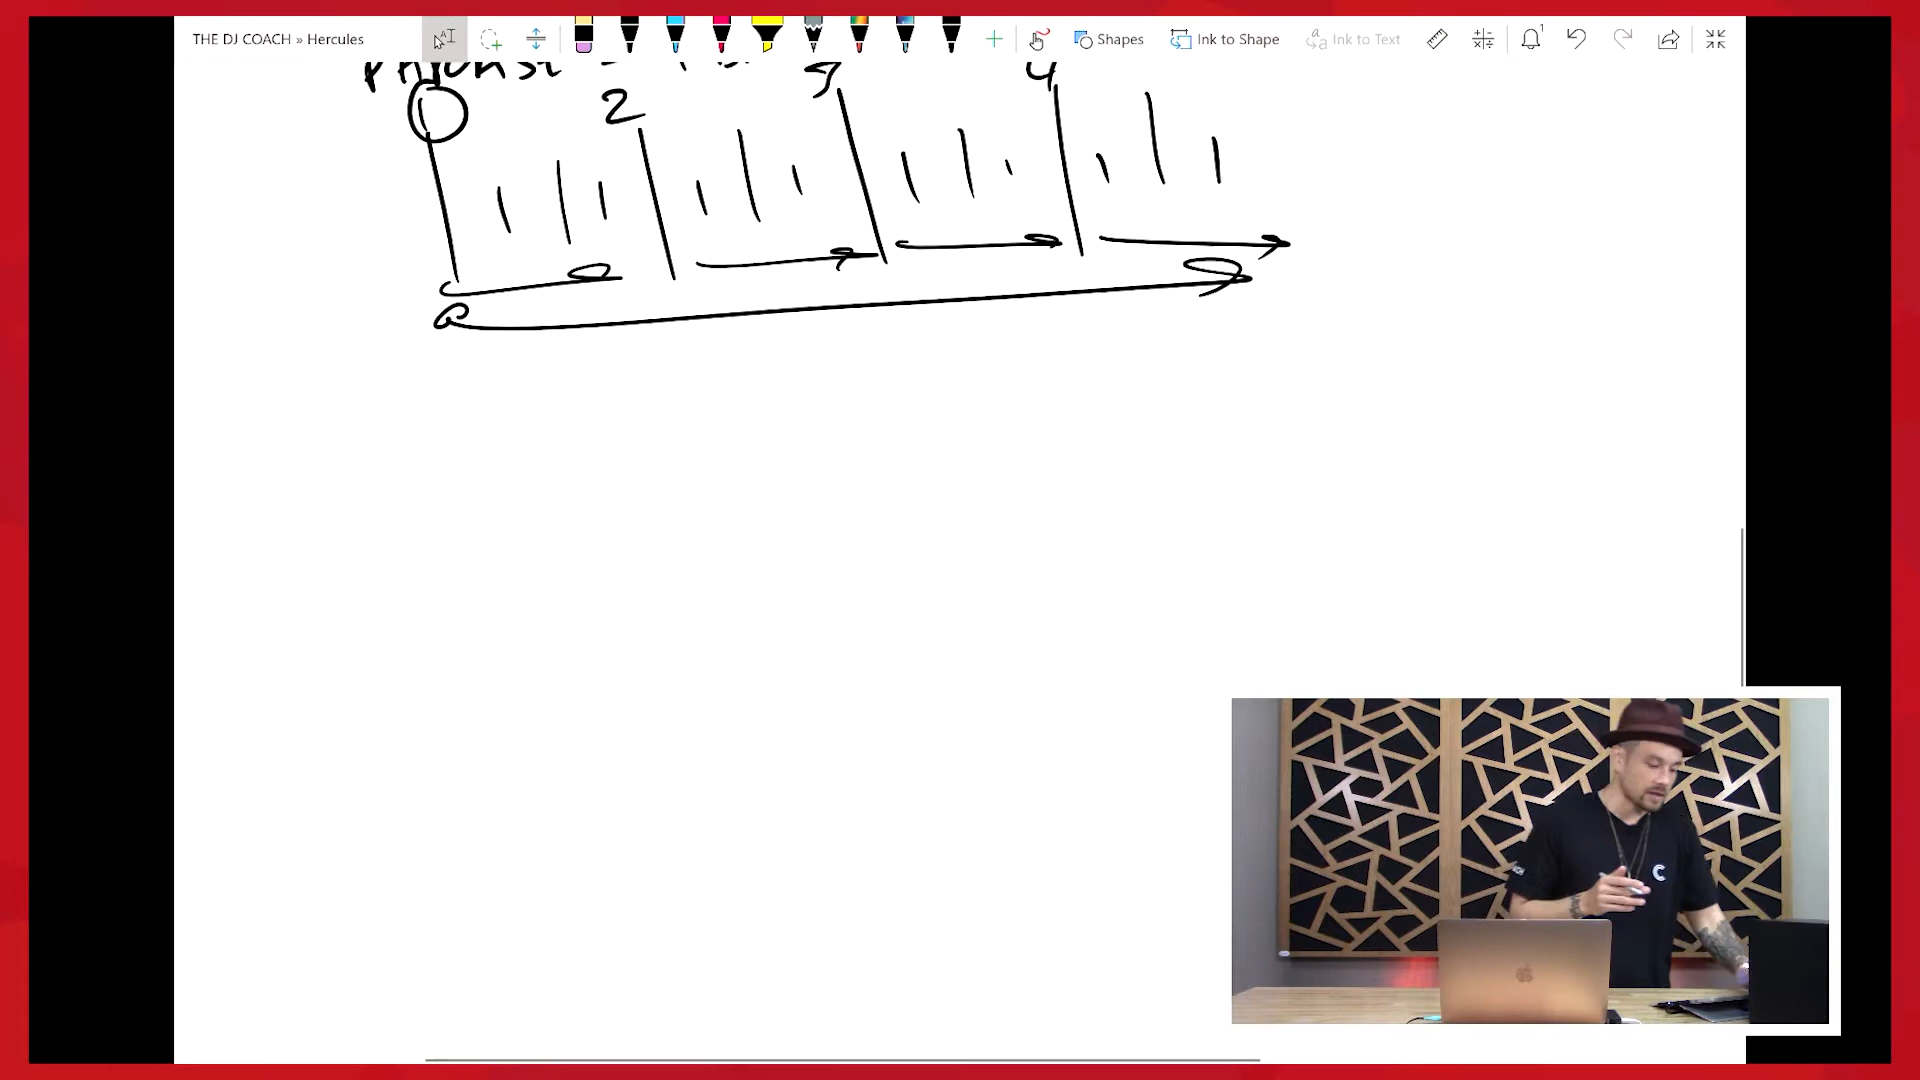 THE DJ COACH » Hercules Shapes Ink to Shape Ink to Text
1 2 3 4
C